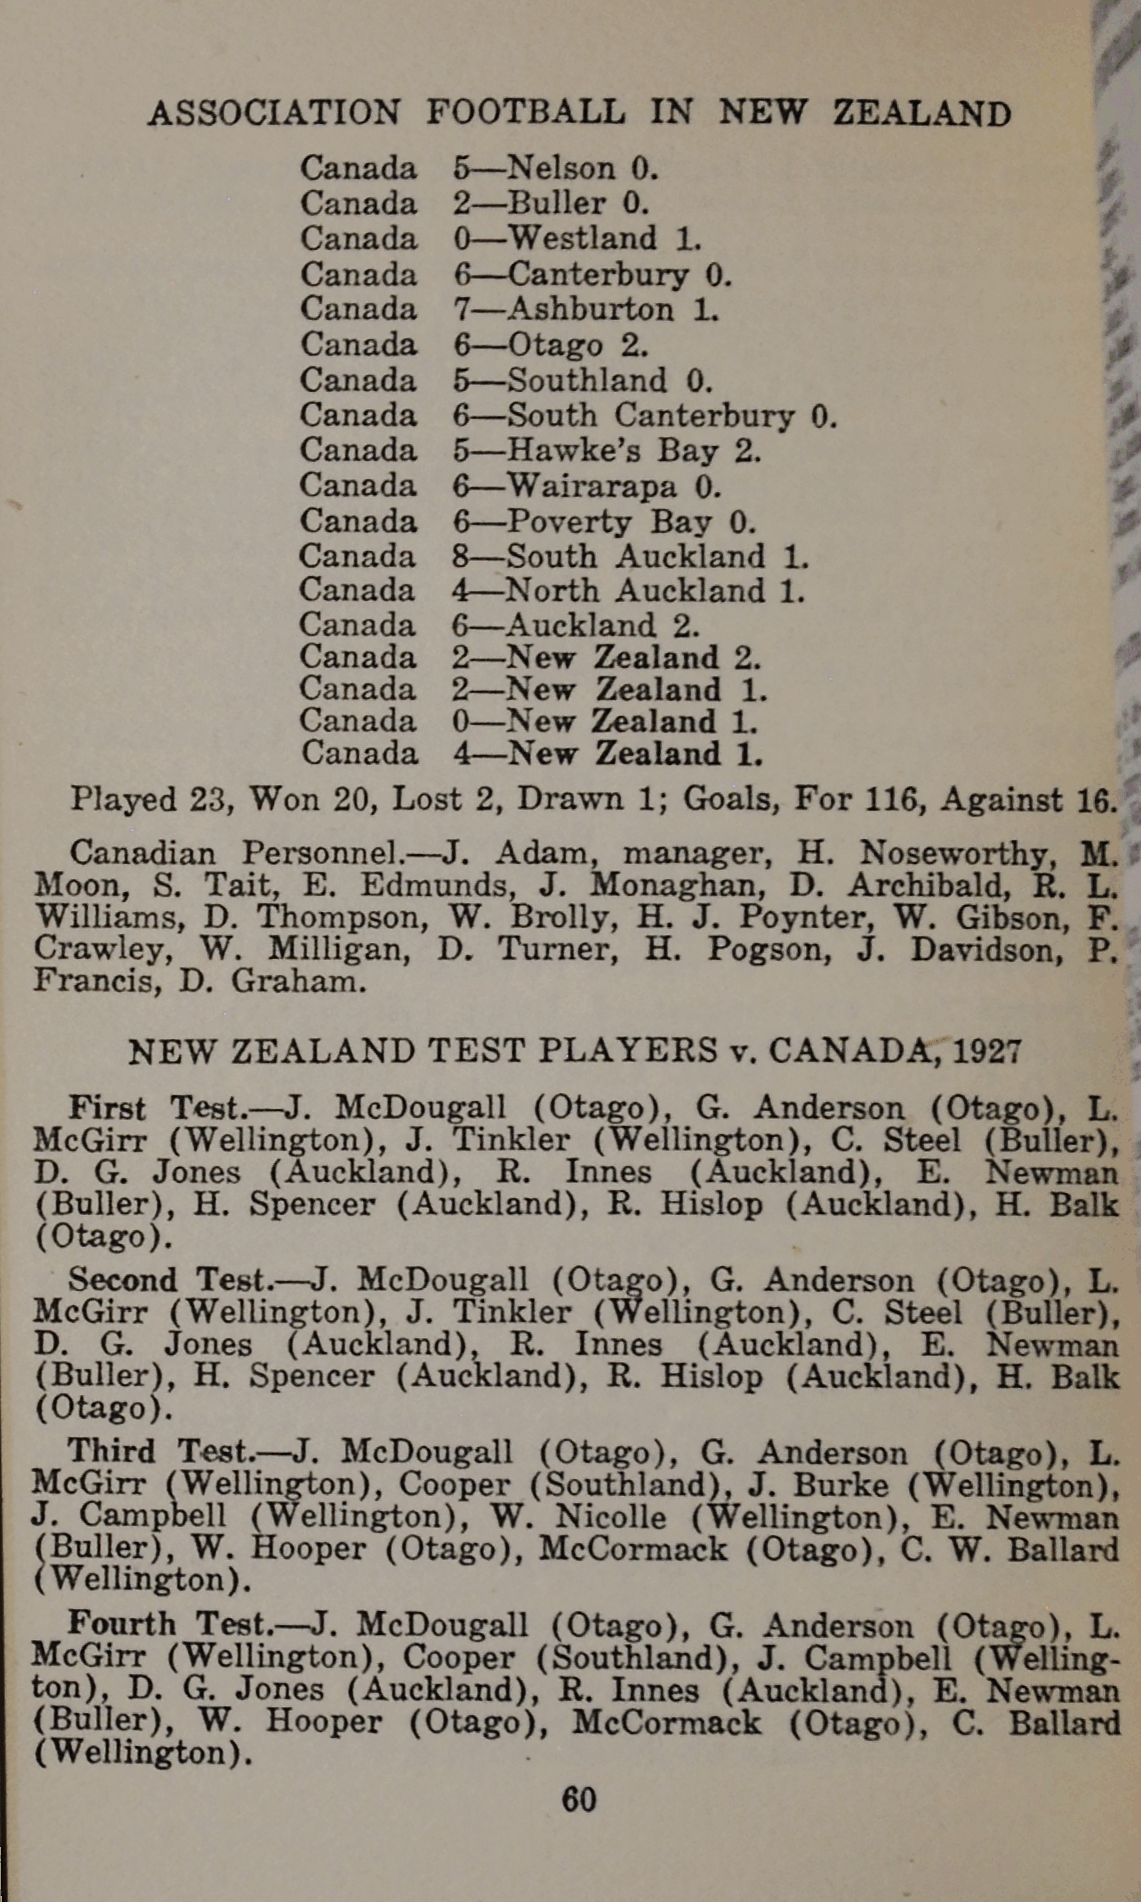 ASSOCIATION FOOTBALL IN NEW ZEALAND
Canada 5—Nelson 0.
Canada 2—Buller 0.
Canada 0—Westland 1.
Canada 6—Canterbury 0.
Canada 7—Ashburton 1.
Canada 6—Otago 2.
Canada 5—Southland 0.
Canada 6—South Canterbury 0.
Canada 5—Hawke's Bay 2.
Canada 6—Wairarapa 0.
Canada 6—Poverty Bay 0.
Canada 8—South Auckland 1.
Canada 4—North Auckland 1.
Canada 6—Auckland 2.
Canada 2—New Zealand 2.
Canada 2—New Zealand 1.
Canada 0—New Zealand 1.
Canada 4—New Zealand 1.
Played 23, Won 20, Lost 2, Drawn 1; Goals, For 116, Against 16.
Canadian Personnel.—J. Adam, manager, H. Noseworthy, M.
Moon, S. Tait, E. Edmunds, J. Monaghan, D. Archibald, R. L.
Williams, D. Thompson, W. Brolly, H. J. Poynter, W. Gibson, F.
Crawley, W. Milligan, D. Turner, H. Pogson, J. Davidson, P.
Francis, D. Graham.
NEW ZEALAND TEST PLAYERS v. CANADA, 1927
First Test.—J. McDougall (Otago), G. Anderson (Otago), L.
McGirr (Wellington), J. Tinkler (Wellington), C. Steel (Buller),
D. G. Jones (Auckland), R. Innes (Auckland), E. Newman
(Buller), H. Spencer (Auckland), R. Hislop (Auckland), H. Balk
(Otago).
Second Test.—J. McDougall (Otago), G. Anderson (Otago), L.
McGirr (Wellington), J. Tinkler (Wellington), C. Steel (Buller),
D. G. Jones (Auckland), R. Innes (Auckland), E. Newman
(Buller), H. Spencer (Auckland), R. Hislop (Auckland), H. Balk
(Otago).
Third Test.—J. McDougall (Otago), G. Anderson (Otago), L.
McGirr (Wellington), Cooper (Southland), J. Burke (Wellington),
J. Campbell (Wellington), W. Nicolle (Wellington), E. Newman
(Buller), W. Hooper (Otago), McCormack (Otago), C. W. Ballard
(Wellington).
Fourth Test.—J. McDougall (Otago), G. Anderson (Otago), L.
McGirr (Wellington), Cooper (Southland), J. Campbell (Welling-
ton), D. G. Jones (Auckland), R. Innes (Auckland), E. Newman
(Buller), W. Hooper (Otago), McCormack (Otago), C. Ballard
(Wellington).
60